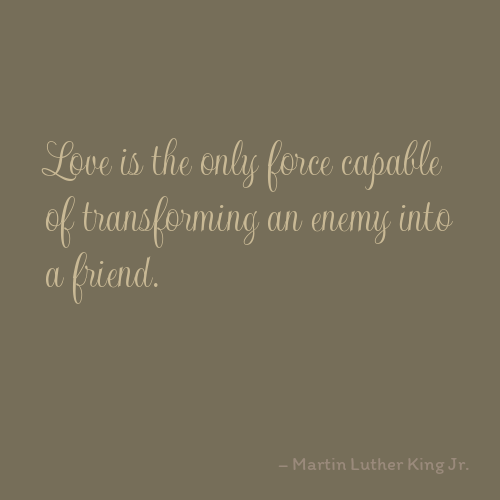 Love is the only force capable
of transforming an enemy into
a friend.
– Martin Luther King Jr.